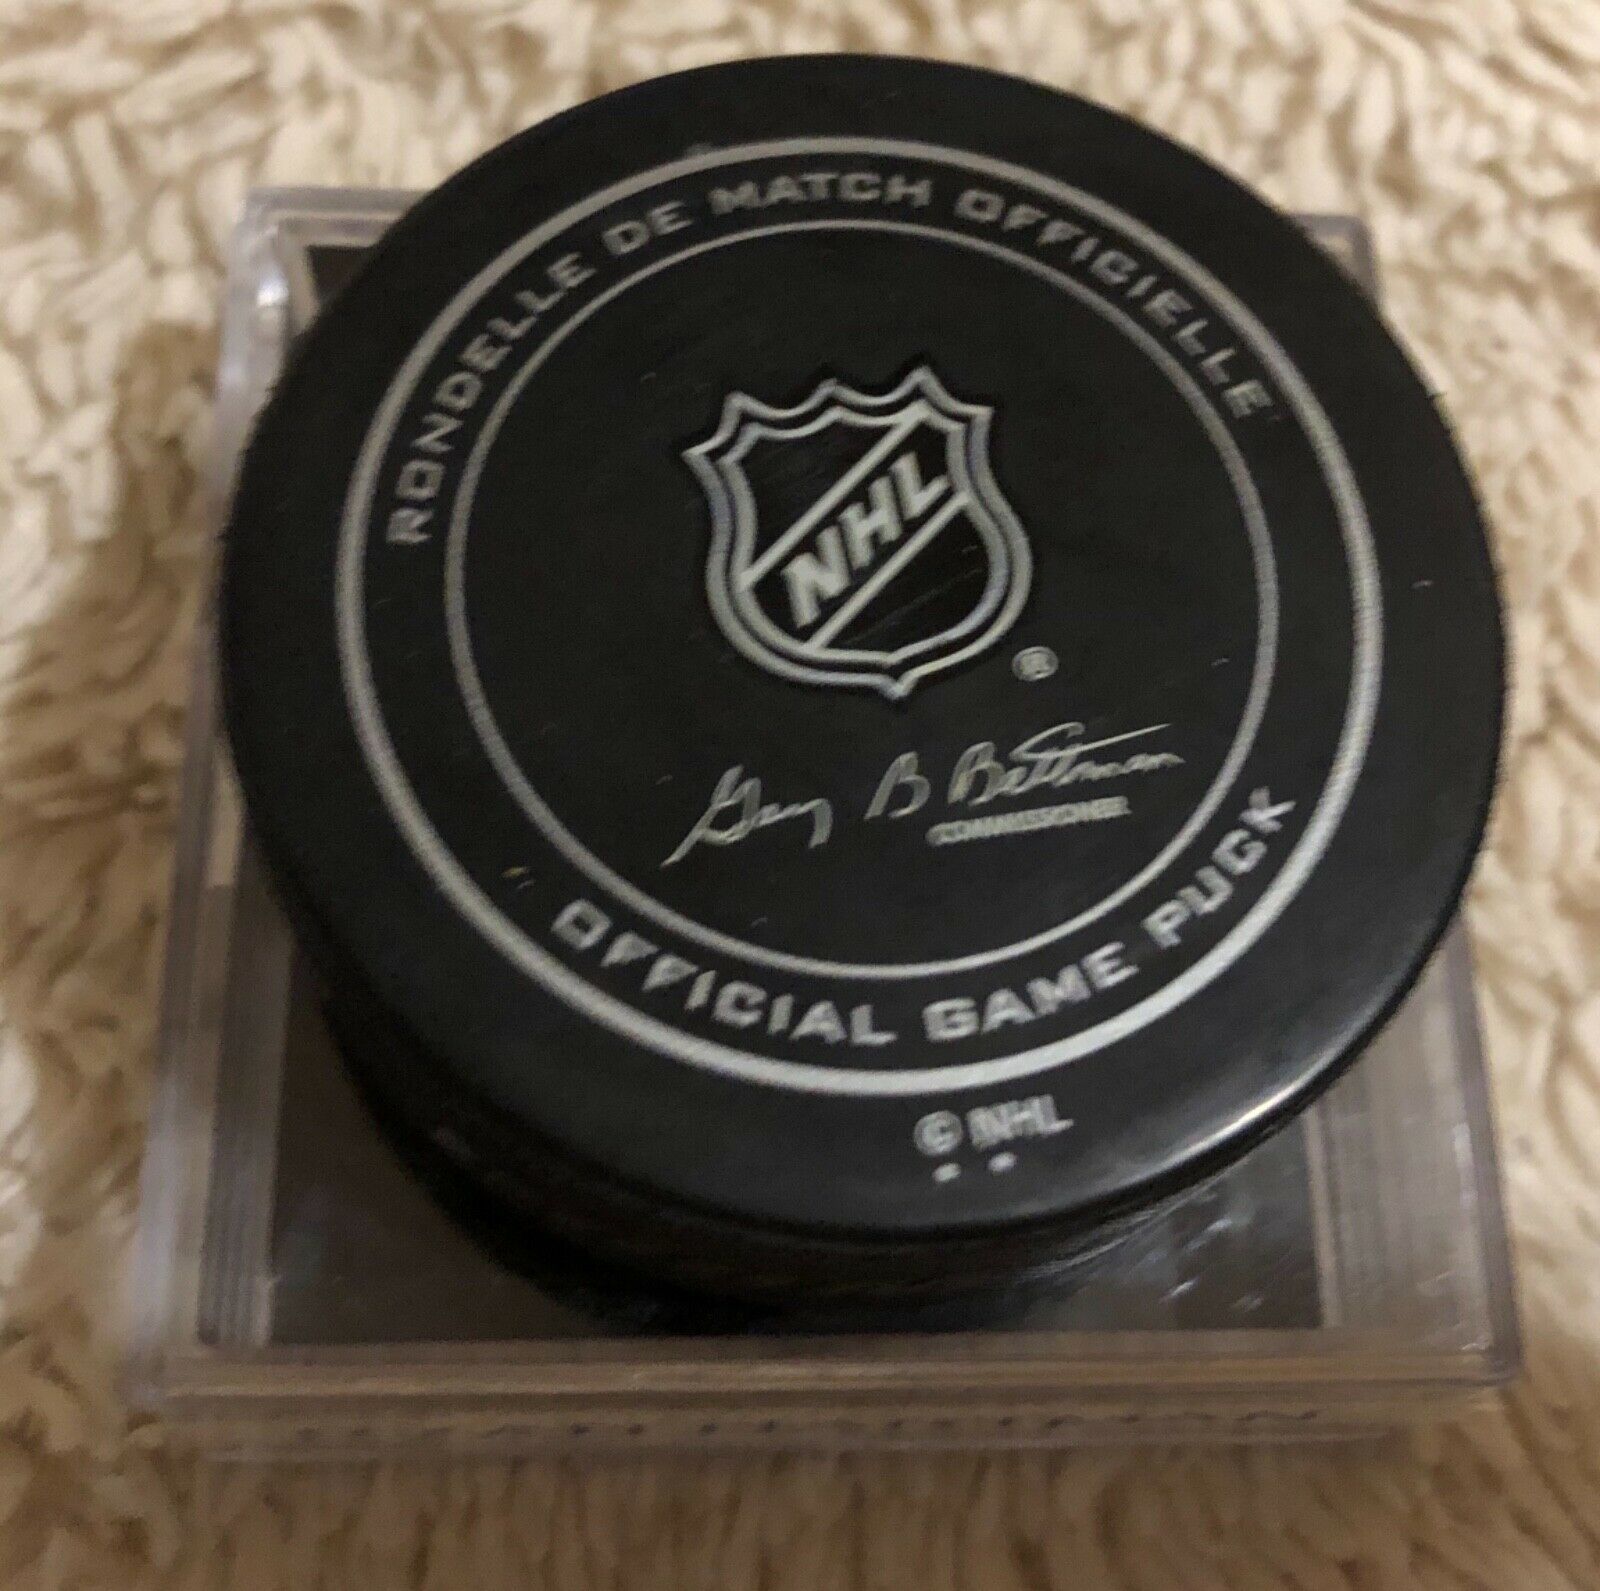 RONDELLE DE MATCH OFFICIELLE
NHL
®
Gary B Bettman
COMMISSIONER
OFFICIAL GAME PUCK
© NHL